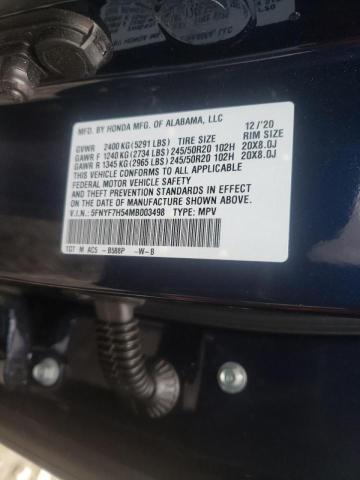 MFD. BY HONDA MFG. OF ALABAMA, LLC 12/'20
GVWR 2400 KG (5291 LBS) TIRE SIZE RIM SIZE
GAWR F 1240 KG (2734 LBS) 245/50R20 102H 20X8.0J
GAWR R 1345 KG (2965 LBS) 245/50R20 102H 20X8.0J
THIS VEHICLE CONFORMS TO ALL APPLICABLE
FEDERAL MOTOR VEHICLE SAFETY
AND THEFT PREVENTION STANDARDS IN EFFECT
ON THE DATE OF MANUFACTURE SHOWN ABOVE.
V.I.N.: 5FNYF7H54MB003498 TYPE: MPV
TGT M AC5 -B588P -W-B